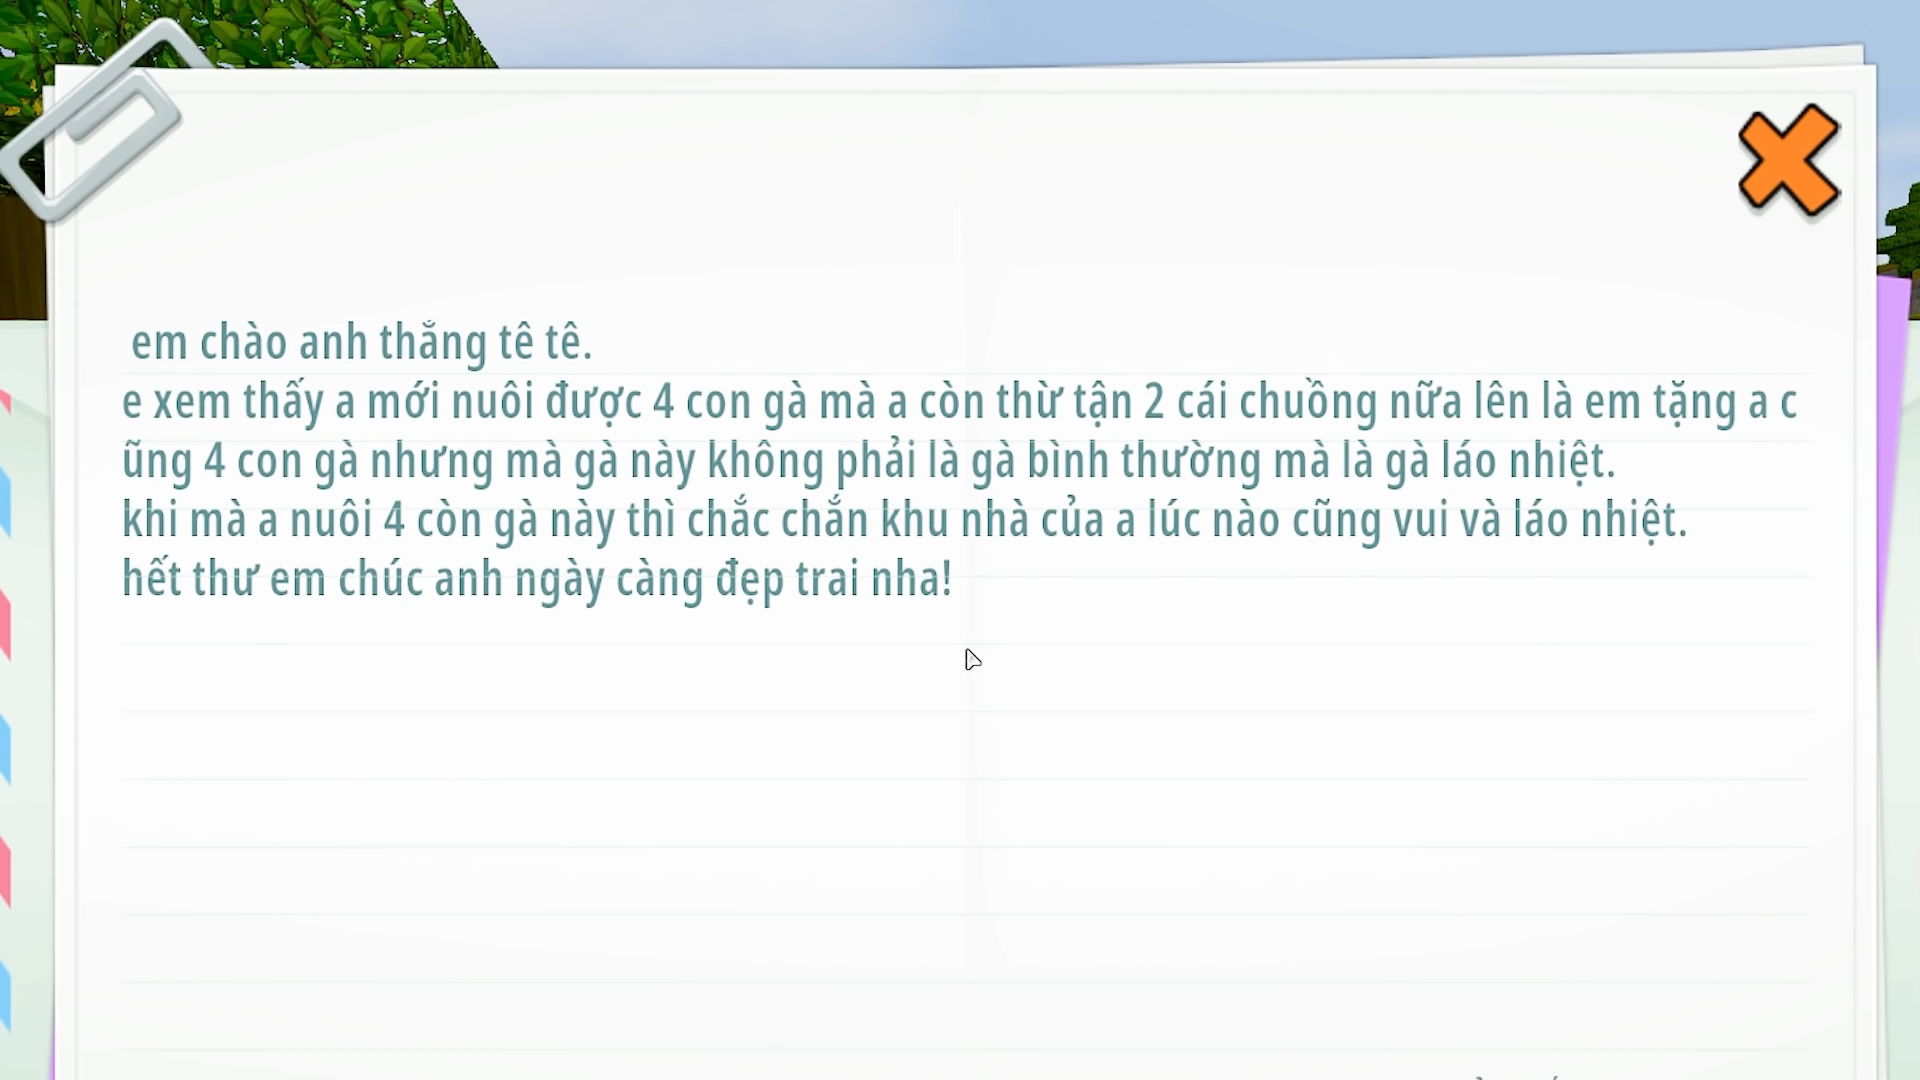 em chào anh thắng tê tê.
e xem thấy a mới nuôi được 4 con gà mà a còn thừ tận 2 cái chuồng nữa lên là em tặng a c
ũng 4 con gà nhưng mà gà này không phải là gà bình thường mà là gà láo nhiệt.
khi mà a nuôi 4 còn gà này thì chắc chắn khu nhà của a lúc nào cũng vui và láo nhiệt.
hết thư em chúc anh ngày càng đẹp trai nha!